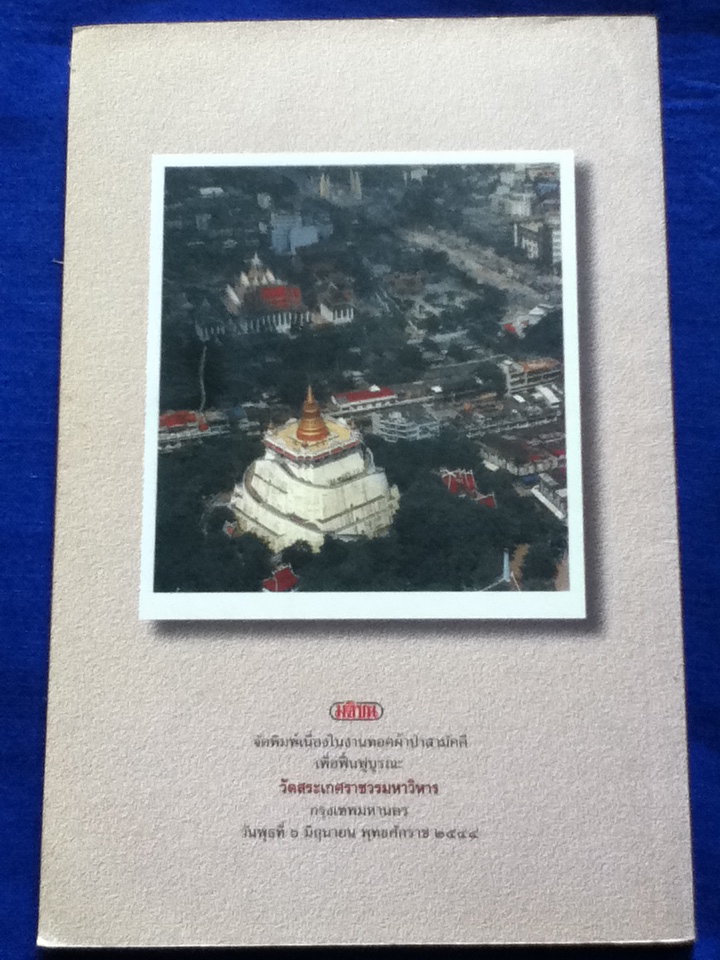 มติชน
จัดพิมพ์เนื่องในงานทอดผ้าป่าสามัคคี
เพื่อฟื้นฟูบูรณะ
วัดสระเกศราชวรมหาวิหาร
กรุงเทพมหานคร
วันพุธที่ ๖ มิถุนายน พุทธศักราช ๒๕๔๔